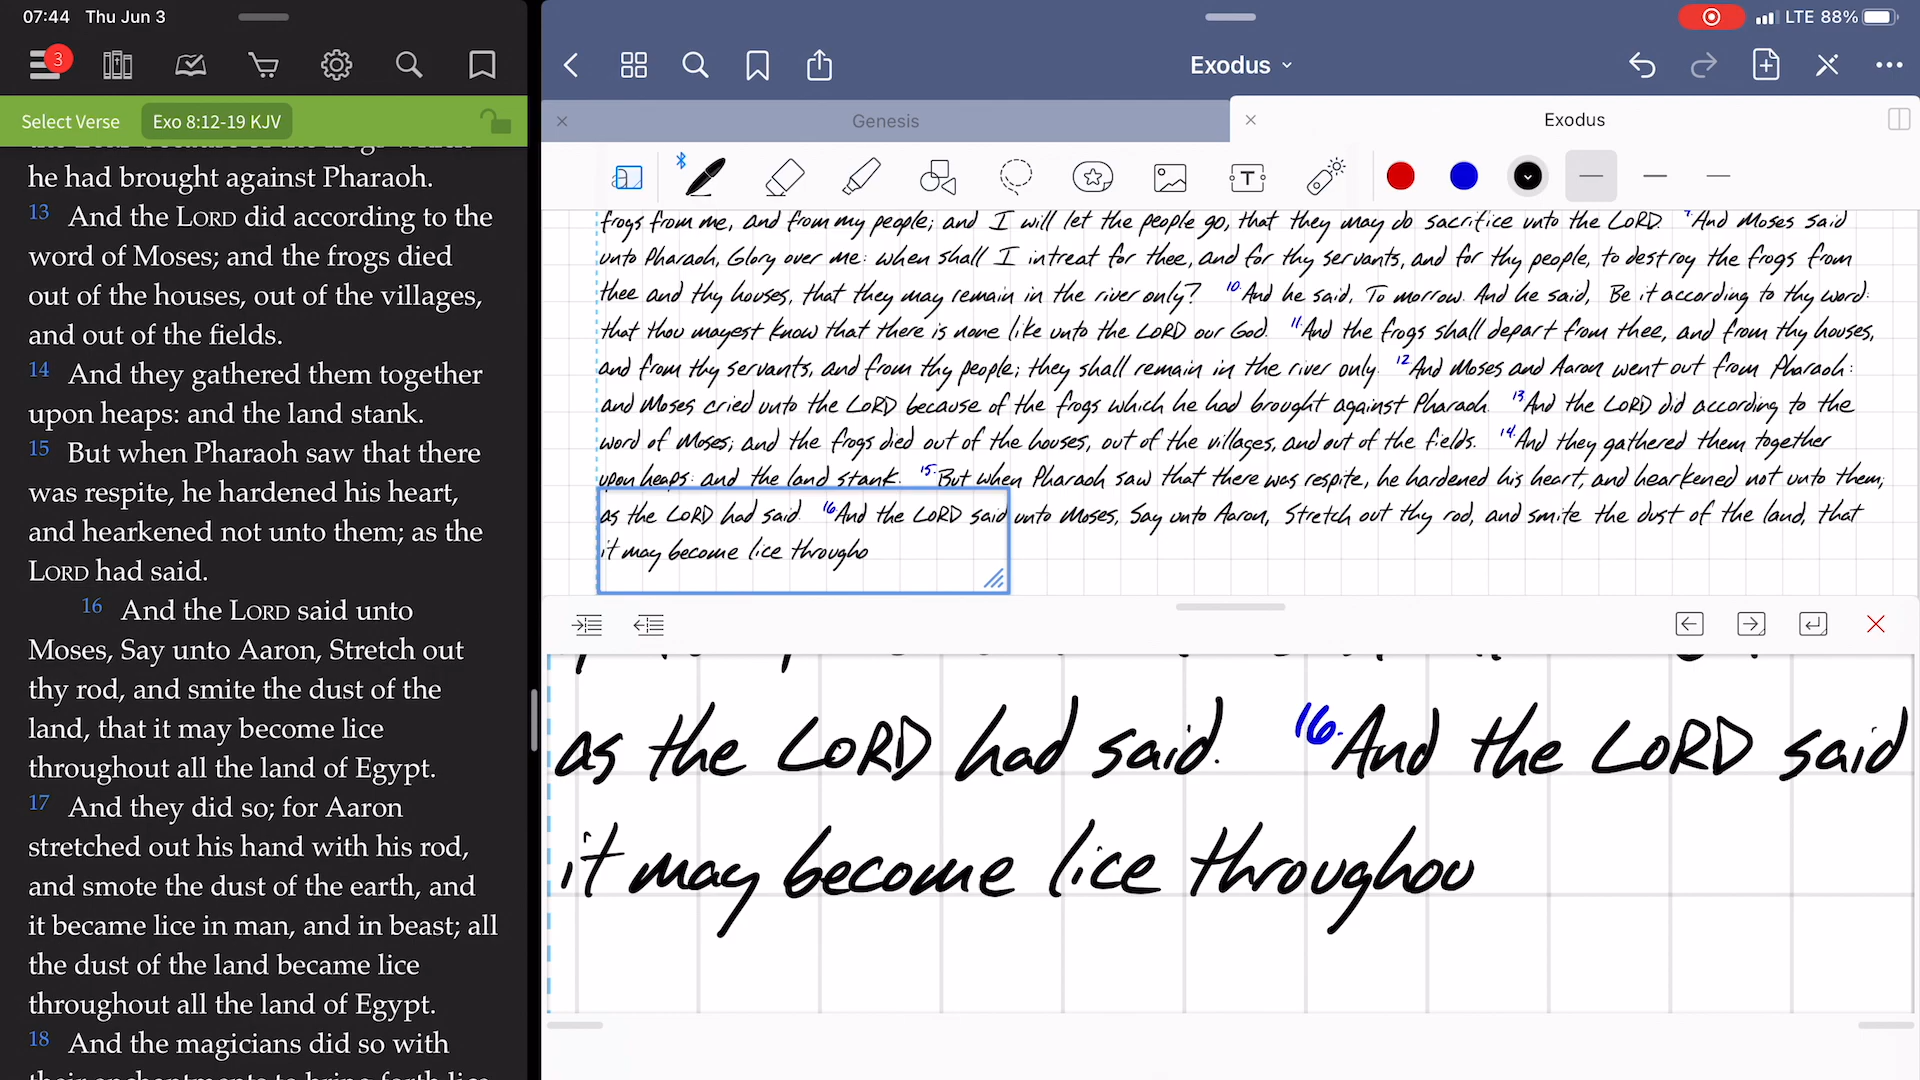 07:44 Thu Jun 3
LTE 88%
3
Select Verse Exo 8:12-19 KJV
he had brought against Pharaoh.
13 And the LORD did according to the
word of Moses; and the frogs died
out of the houses, out of the villages,
and out of the fields.
14 And they gathered them together
upon heaps: and the land stank.
15 But when Pharaoh saw that there
was respite, he hardened his heart,
and hearkened not unto them; as the
LORD had said.
16 And the LORD said unto
Moses, Say unto Aaron, Stretch out
thy rod, and smite the dust of the
land, that it may become lice
throughout all the land of Egypt.
17 And they did so; for Aaron
stretched out his hand with his rod,
and smote the dust of the earth, and
it became lice in man, and in beast; all
the dust of the land became lice
throughout all the land of Egypt.
18 And the magicians did so with
Exodus
Genesis
Exodus
T
frogs from me, and from my people; and I will let the people go, that they may do sacrifice unto the LORD. And Moses said
unto Pharaoh, Glory over me: when shall I intreat for thee, and for thy servants, and for thy people, to destroy the frogs from
thee and thy houses, that they may remain in the river only? 10. And he said, To morrow. And he said, Be it according to thy word:
that thou mayest know that there is none like unto the LORD our God. 11. And the frogs shall depart from thee, and from thy houses,
and from thy servants, and from thy people; they shall remain in the river only. 12. And Moses and Aaron went out from Pharaoh:
and Moses cried unto the LORD because of the frogs which he had brought against Pharaoh. 13. And the LORD did according to the
word of Moses; and the frogs died out of the houses, out of the villages, and out of the fields. 14. And they gathered them together
upon heaps: and the land stank. 15. But when Pharaoh saw that there was respite, he hardened his heart, and hearkened not unto them;
as the LORD had said. 16. And the LORD said unto Moses, Say unto Aaron, Stretch out thy rod, and smite the dust of the land, that
it may become lice througho
as the LORD had said. 16. And the LORD said
it may become lice throughou